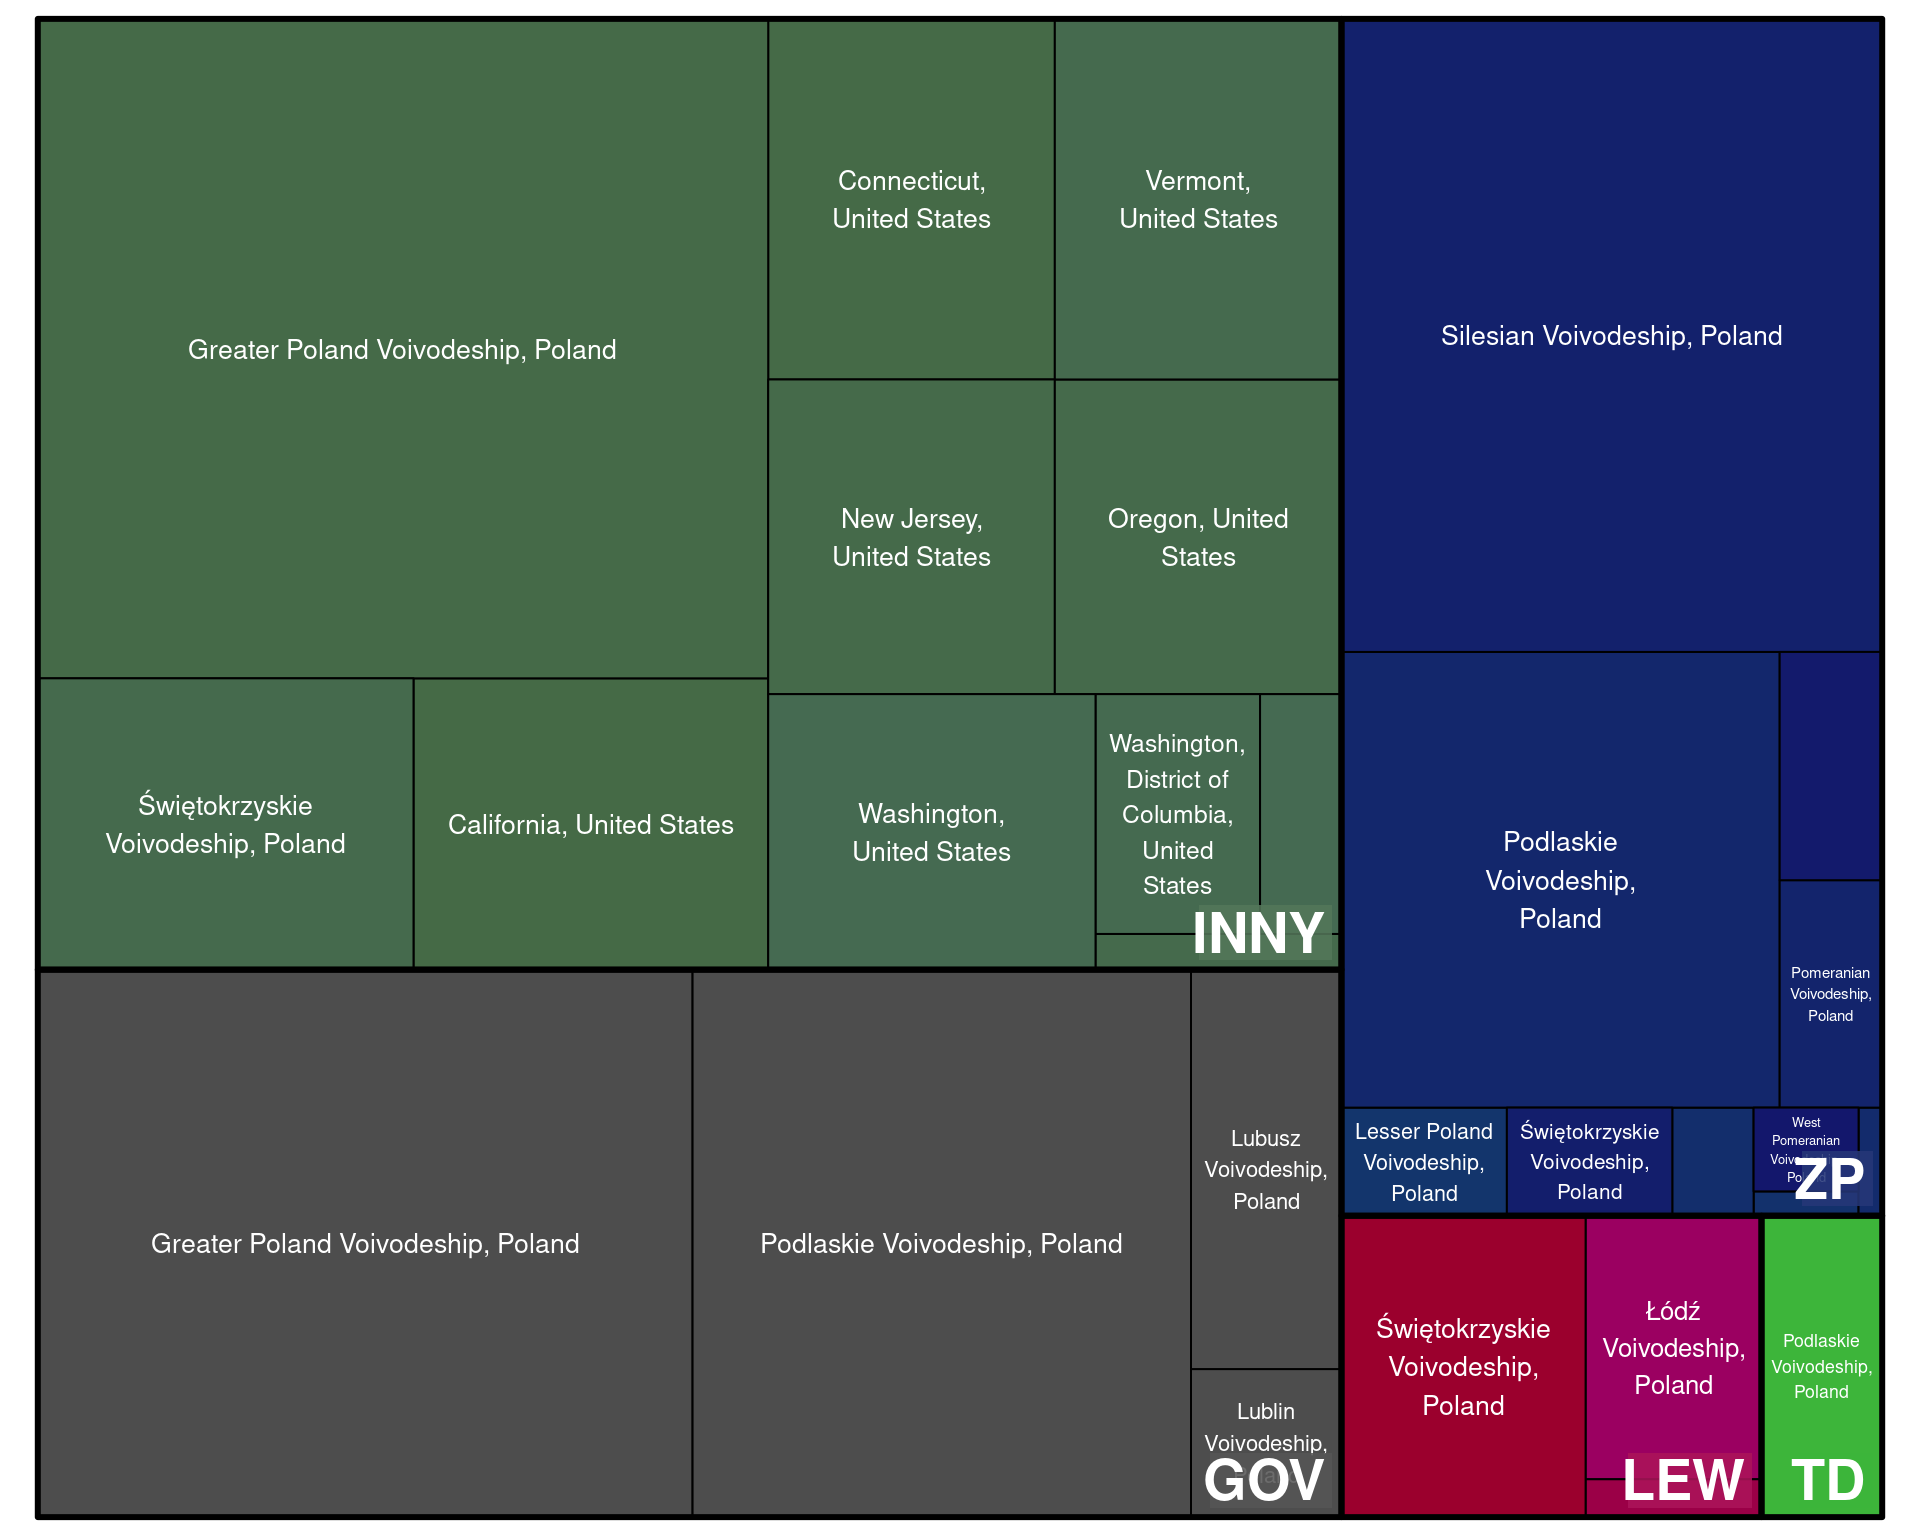 Greater Poland Voivodeship, Poland
Connecticut,
United States
Vermont,
United States
New Jersey,
United States
Oregon, United
States
Świętokrzyskie
Voivodeship, Poland
California, United States
Washington,
United States
Washington,
District of
Columbia,
United
States
INNY
Greater Poland Voivodeship, Poland
Podlaskie Voivodeship, Poland
Lubusz
Voivodeship,
Poland
Lublin
Voivodeship,
GOV
Silesian Voivodeship, Poland
Podlaskie
Voivodeship,
Poland
Pomeranian
Voivodeship,
Poland
Lesser Poland
Voivodeship,
Poland
Świętokrzyskie
Voivodeship,
Poland
West
Pomeranian
ZP
Świętokrzyskie
Voivodeship,
Poland
Łódź
Voivodeship,
Poland
LEW
Podlaskie
Voivodeship,
Poland
TD